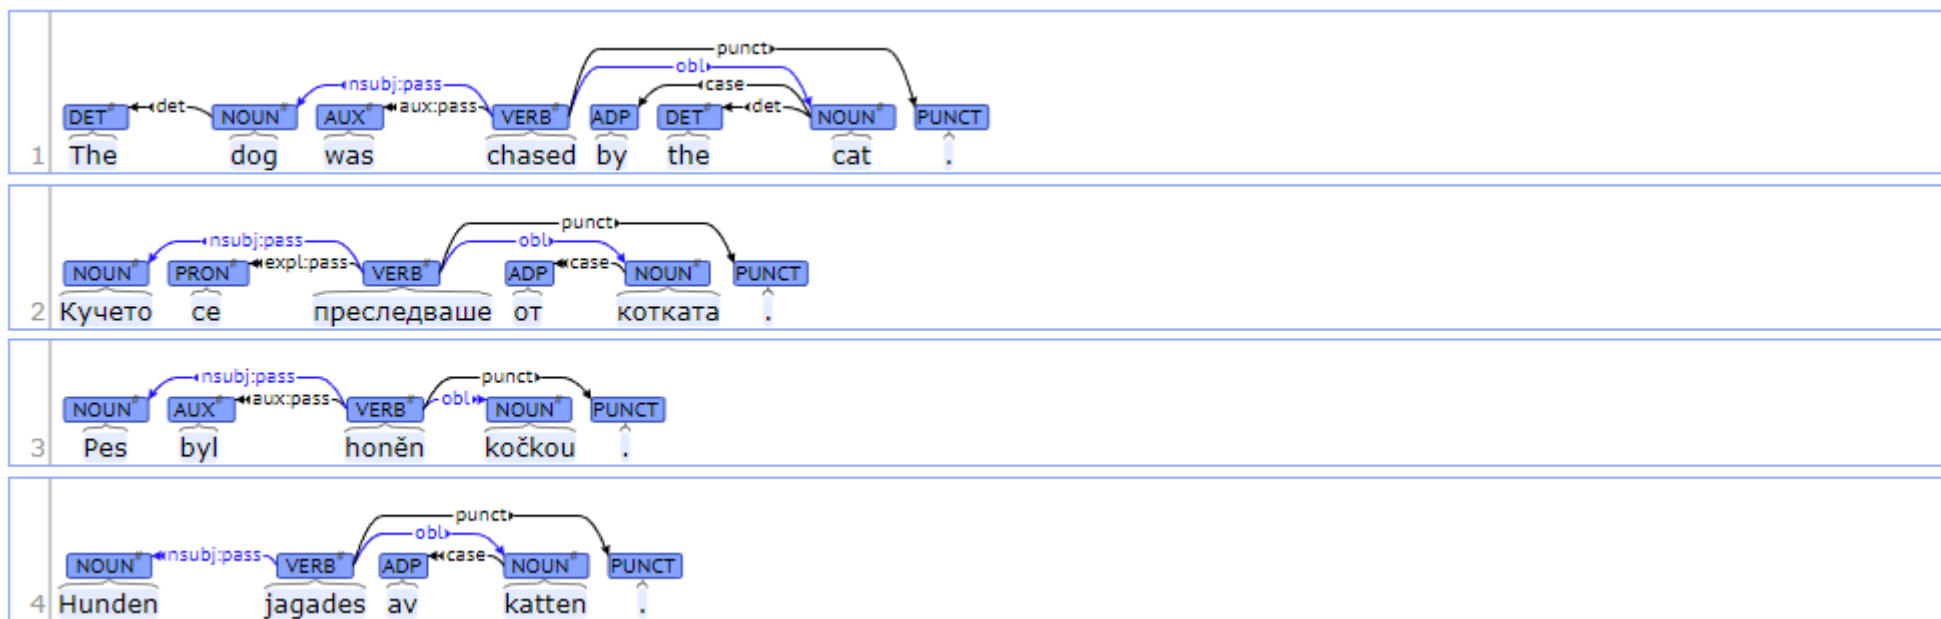 punct
obl
nsubj:pass case
det aux:pass det
DET NOUN AUX VERB ADP DET NOUN PUNCT
1 The dog was chased by the cat .
punct
nsubj:pass obl
expl:pass case
NOUN PRON VERB ADP NOUN PUNCT
2 Кучето се преследваше от котката .
nsubj:pass punct
aux:pass obl
NOUN AUX VERB NOUN PUNCT
3 Pes byl honěn kočkou .
punct
obl
nsubj:pass case
NOUN VERB ADP NOUN PUNCT
4 Hunden jagades av katten .